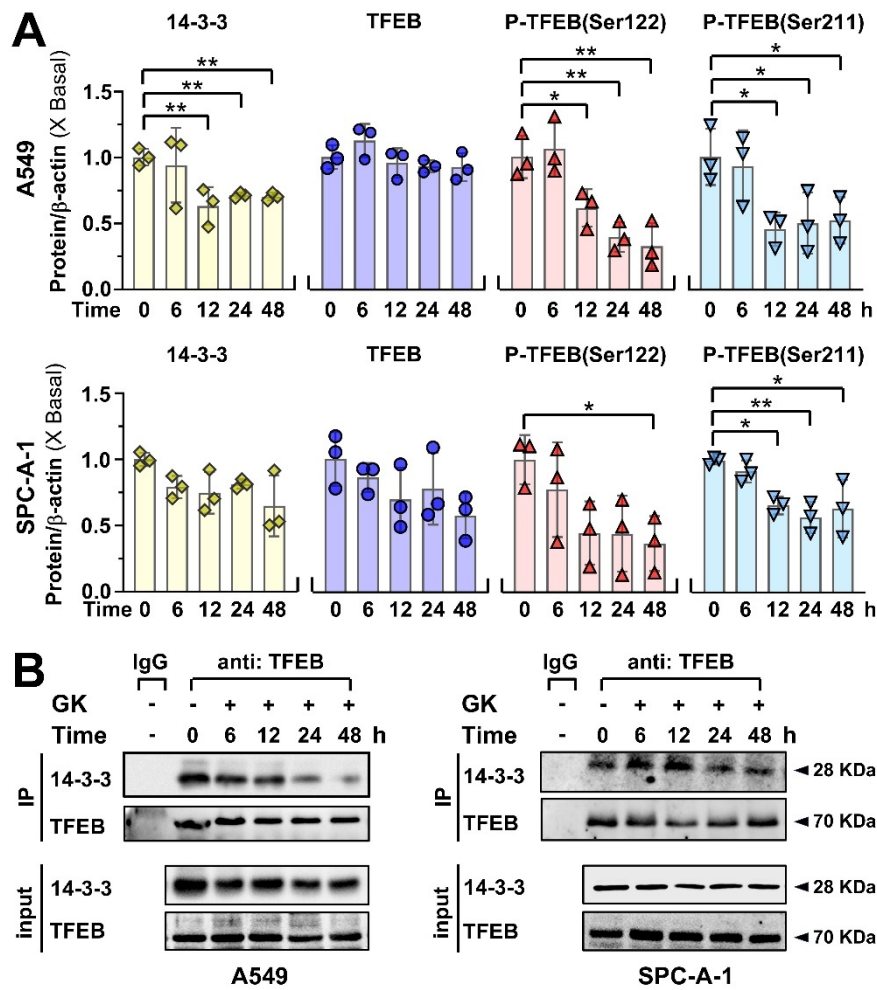 A
14-3-3 TFEB P-TFEB(Ser122) P-TFEB(Ser211)
** ** *
** ** *
** * *
A549
Protein/β-actin (X Basal)
1.5
1.0
0.5
0.0
Time 0 6 12 24 48 0 6 12 24 48 0 6 12 24 48 0 6 12 24 48 h
14-3-3 TFEB P-TFEB(Ser122) P-TFEB(Ser211)
* *
**
*
SPC-A-1
Protein/β-actin (X Basal)
1.5
1.0
0.5
0.0
Time 0 6 12 24 48 0 6 12 24 48 0 6 12 24 48 0 6 12 24 48 h
B
IgG anti: TFEB
GK - - + + + +
Time - 0 6 12 24 48 h
IP
14-3-3
TFEB
input
14-3-3
TFEB
A549
IgG anti: TFEB
GK - - + + + +
Time - 0 6 12 24 48 h
IP
14-3-3 ◄28 KDa
TFEB ◄70 KDa
input
14-3-3 ◄28 KDa
TFEB ◄70 KDa
SPC-A-1